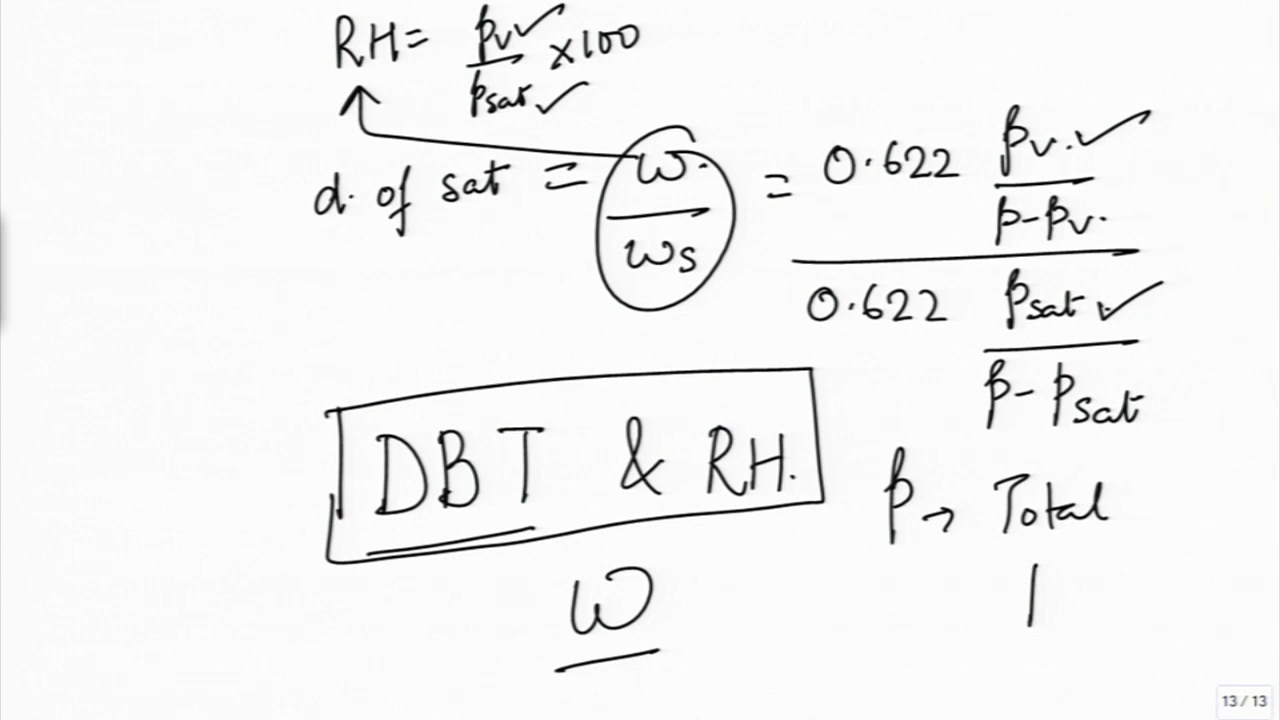 RH = pv ✓ / psat ✓ × 100
d. of sat = ω. / ωs = 0.622 pv. ✓ / p-pv. / 0.622 psat ✓ / p - psat
DBT & RH.
p → Total
ω |
13 / 13